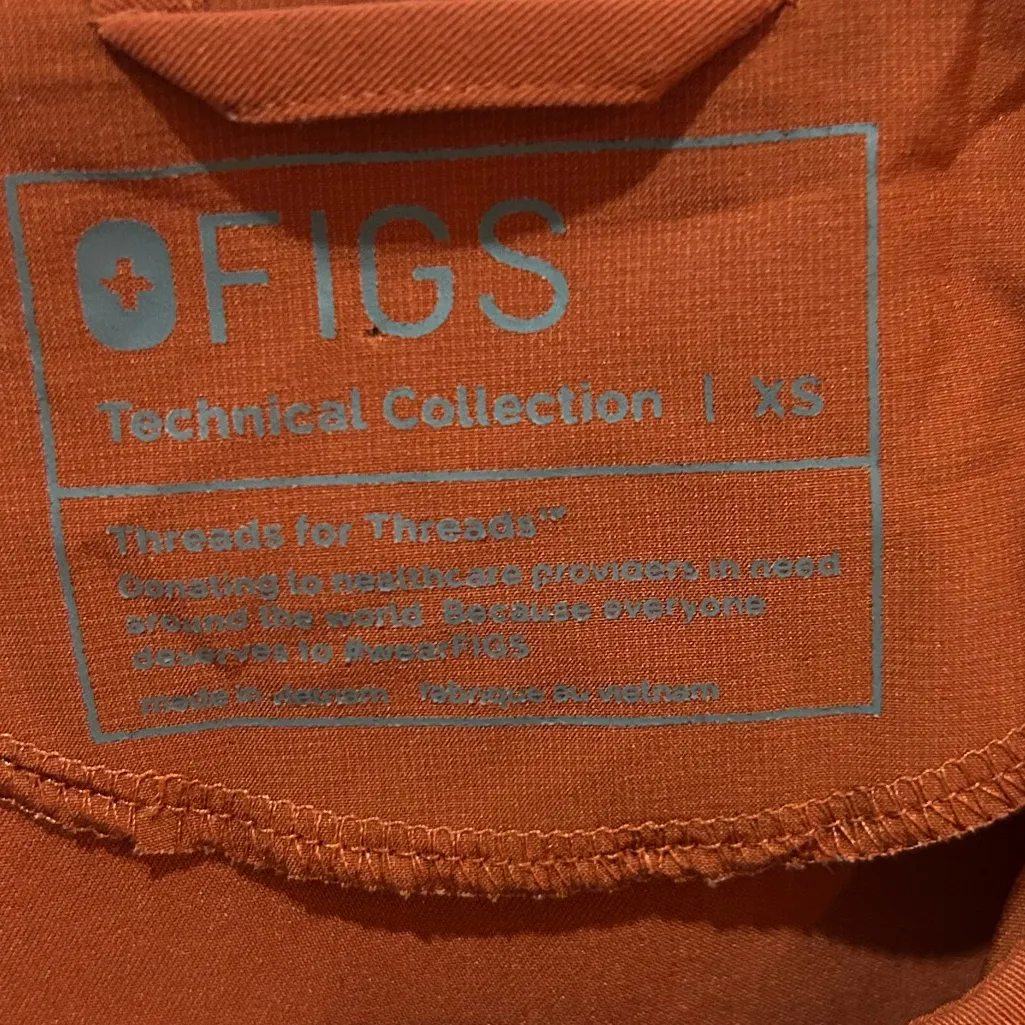 FIGS
Technical Collection | XS
Threads for Threads™
Donating to healthcare providers in need
around the world. Because everyone
deserves to #wearFIGS
made in vietnam fabriqué au vietnam